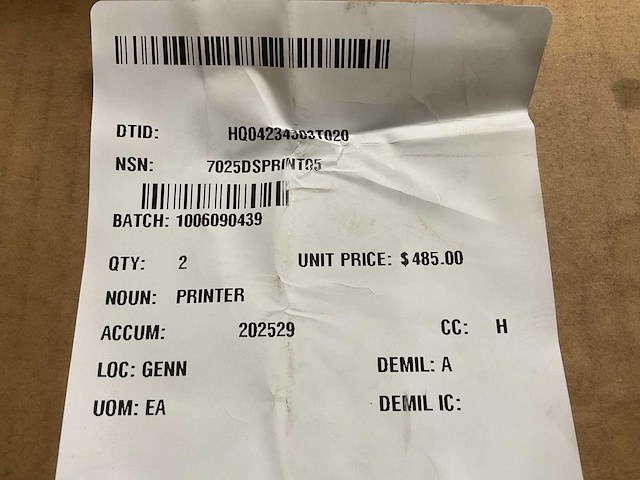 DTID: HQ04234303T020
NSN: 7025DSPRINT05
BATCH: 1006090439
QTY: 2 UNIT PRICE: $485.00
NOUN: PRINTER
ACCUM: 202529 CC: H
LOC: GENN DEMIL: A
UOM: EA DEMIL IC: